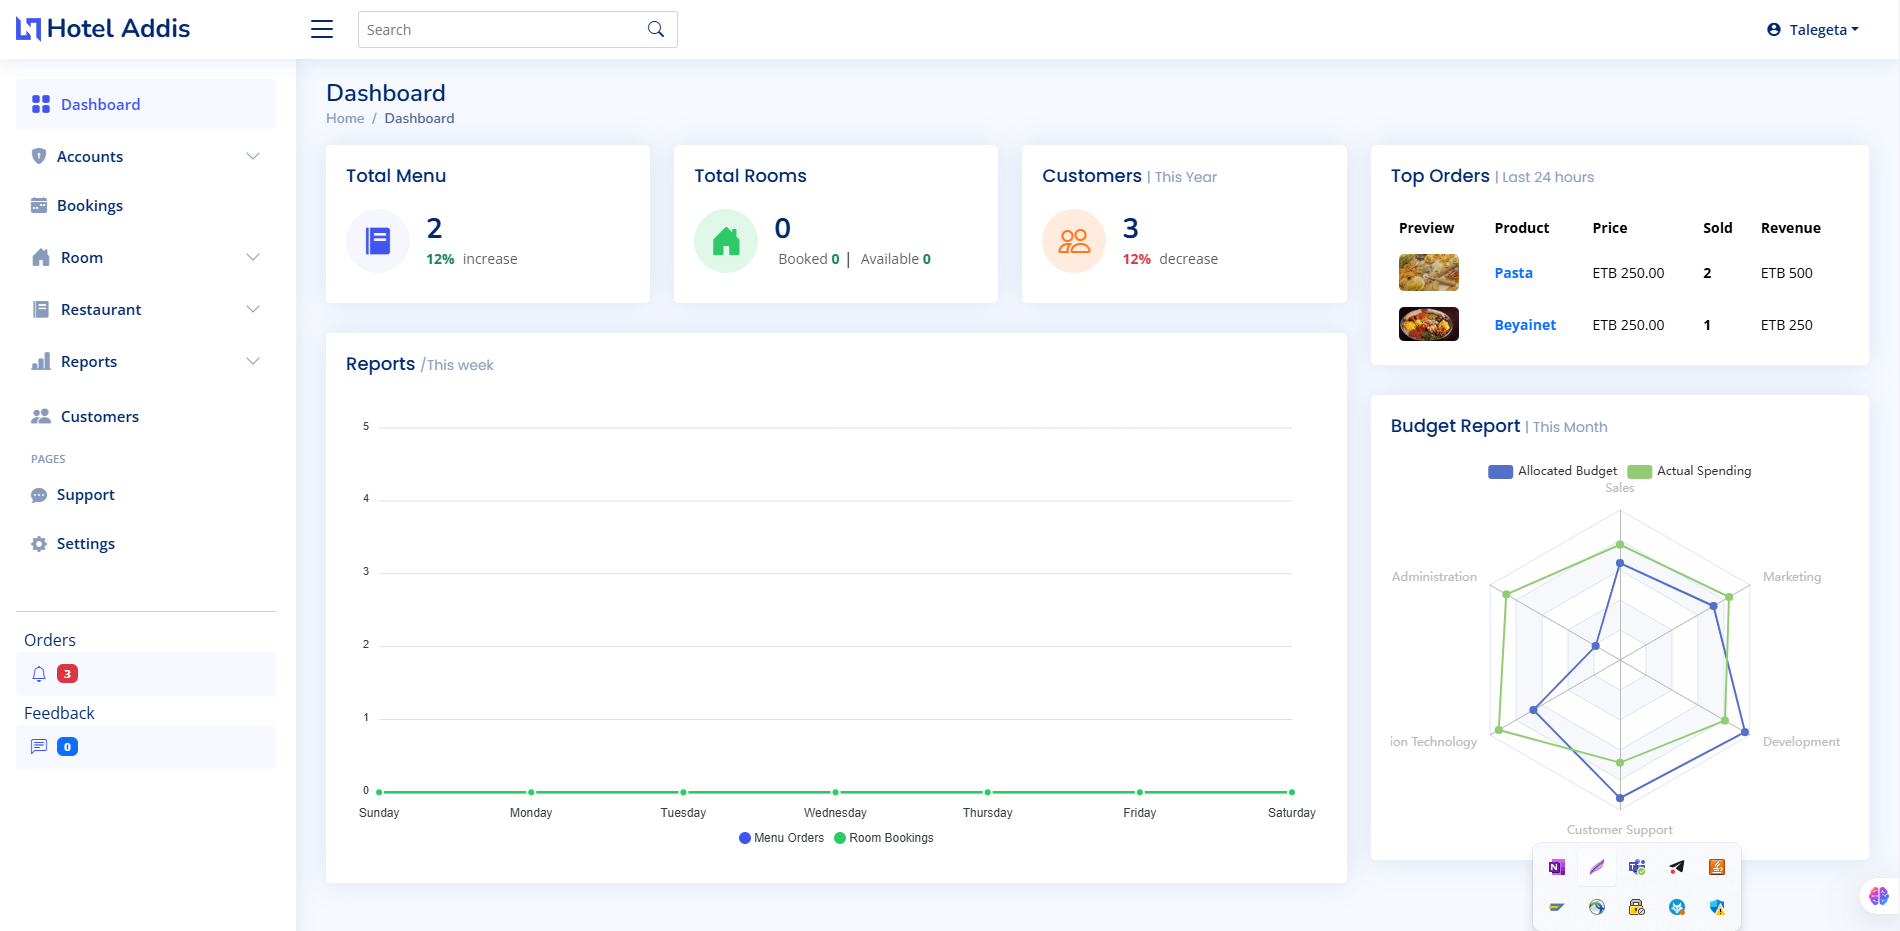 Hotel Addis
Search
Talegeta
Dashboard
Accounts
Bookings
Room
Restaurant
Reports
Customers
PAGES
Support
Settings
Orders
3
Feedback
0
Dashboard
Home / Dashboard
Total Menu
2
12% increase
Total Rooms
0
Booked 0 | Available 0
Customers | This Year
3
12% decrease
Reports /This week
5
4
3
2
1
0
Sunday Monday Tuesday Wednesday Thursday Friday Saturday
Menu Orders Room Bookings
Top Orders | Last 24 hours
Preview Product Price Sold Revenue
Pasta ETB 250.00 2 ETB 500
Beyainet ETB 250.00 1 ETB 250
Budget Report | This Month
Allocated Budget Actual Spending
Sales
Administration Marketing
ion Technology Development
Customer Support